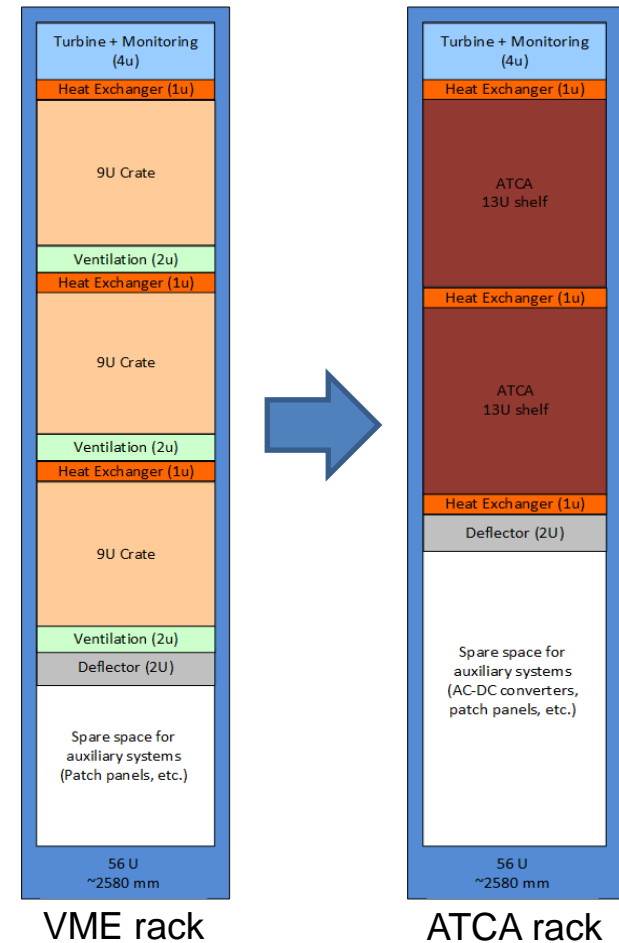 Turbine + Monitoring
(4u)
Heat Exchanger (1u)
9U Crate
Ventilation (2u)
Heat Exchanger (1u)
9U Crate
Ventilation (2u)
Heat Exchanger (1u)
9U Crate
Ventilation (2u)
Deflector (2U)
Spare space for
auxiliary systems
(Patch panels, etc.)
56 U
~2580 mm
VME rack
Turbine + Monitoring
(4u)
Heat Exchanger (1u)
ATCA
13U shelf
Heat Exchanger (1u)
ATCA
13U shelf
Heat Exchanger (1u)
Deflector (2U)
Spare space for
auxiliary systems
(AC-DC converters,
patch panels, etc.)
56 U
~2580 mm
ATCA rack